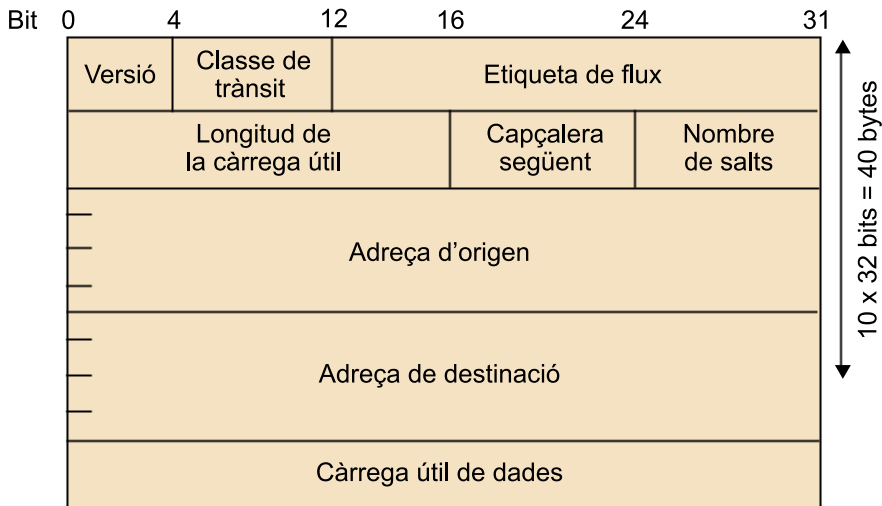 Bit 0 4 12 16 24 31
Versió
Classe de
trànsit
Etiqueta de flux
Longitud de
la càrrega útil
Capçalera
següent
Nombre
de salts
Adreça d'origen
Adreça de destinació
Càrrega útil de dades
10 x 32 bits = 40 bytes